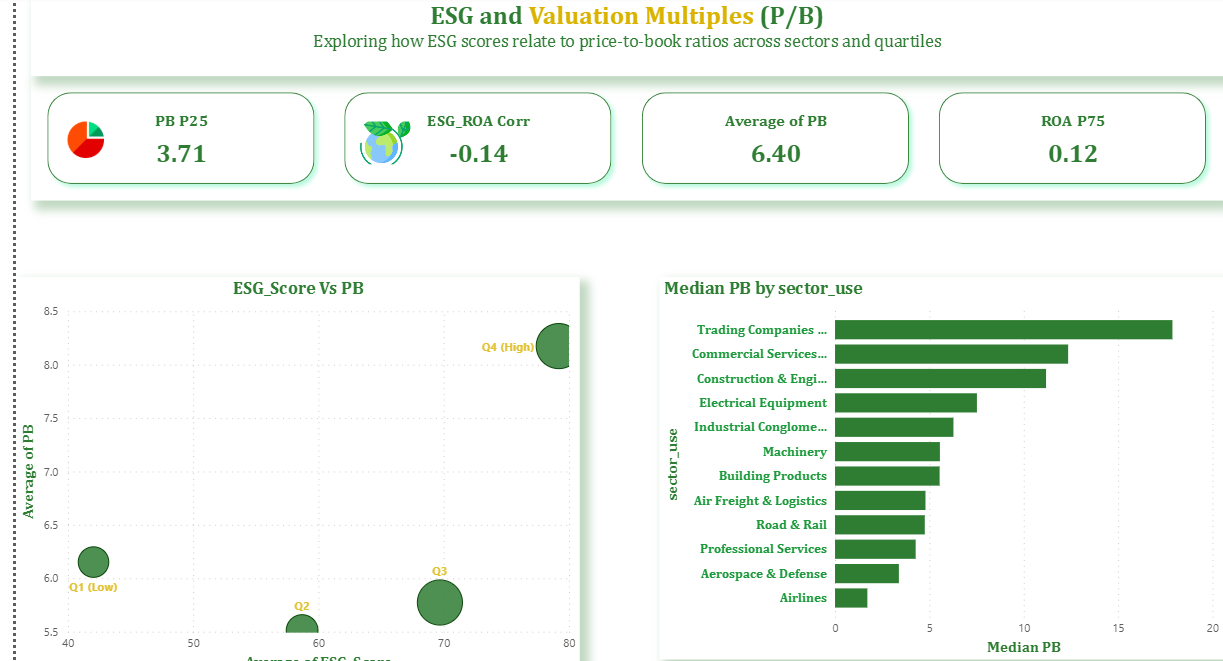 ESG and Valuation Multiples (P/B)
Exploring how ESG scores relate to price-to-book ratios across sectors and quartiles
PB P25
3.71
ESG_ROA Corr
-0.14
Average of PB
6.40
ROA P75
0.12
ESG_Score Vs PB
Average of PB
8.5
8.0
7.5
7.0
6.5
6.0
5.5
Q4 (High)
Q1 (Low)
Q3
Q2
40 50 60 70 80
Average of ESG_Score
Median PB by sector_use
sector_use
Trading Companies ...
Commercial Services...
Construction & Engi...
Electrical Equipment
Industrial Conglome...
Machinery
Building Products
Air Freight & Logistics
Road & Rail
Professional Services
Aerospace & Defense
Airlines
0 5 10 15 20
Median PB